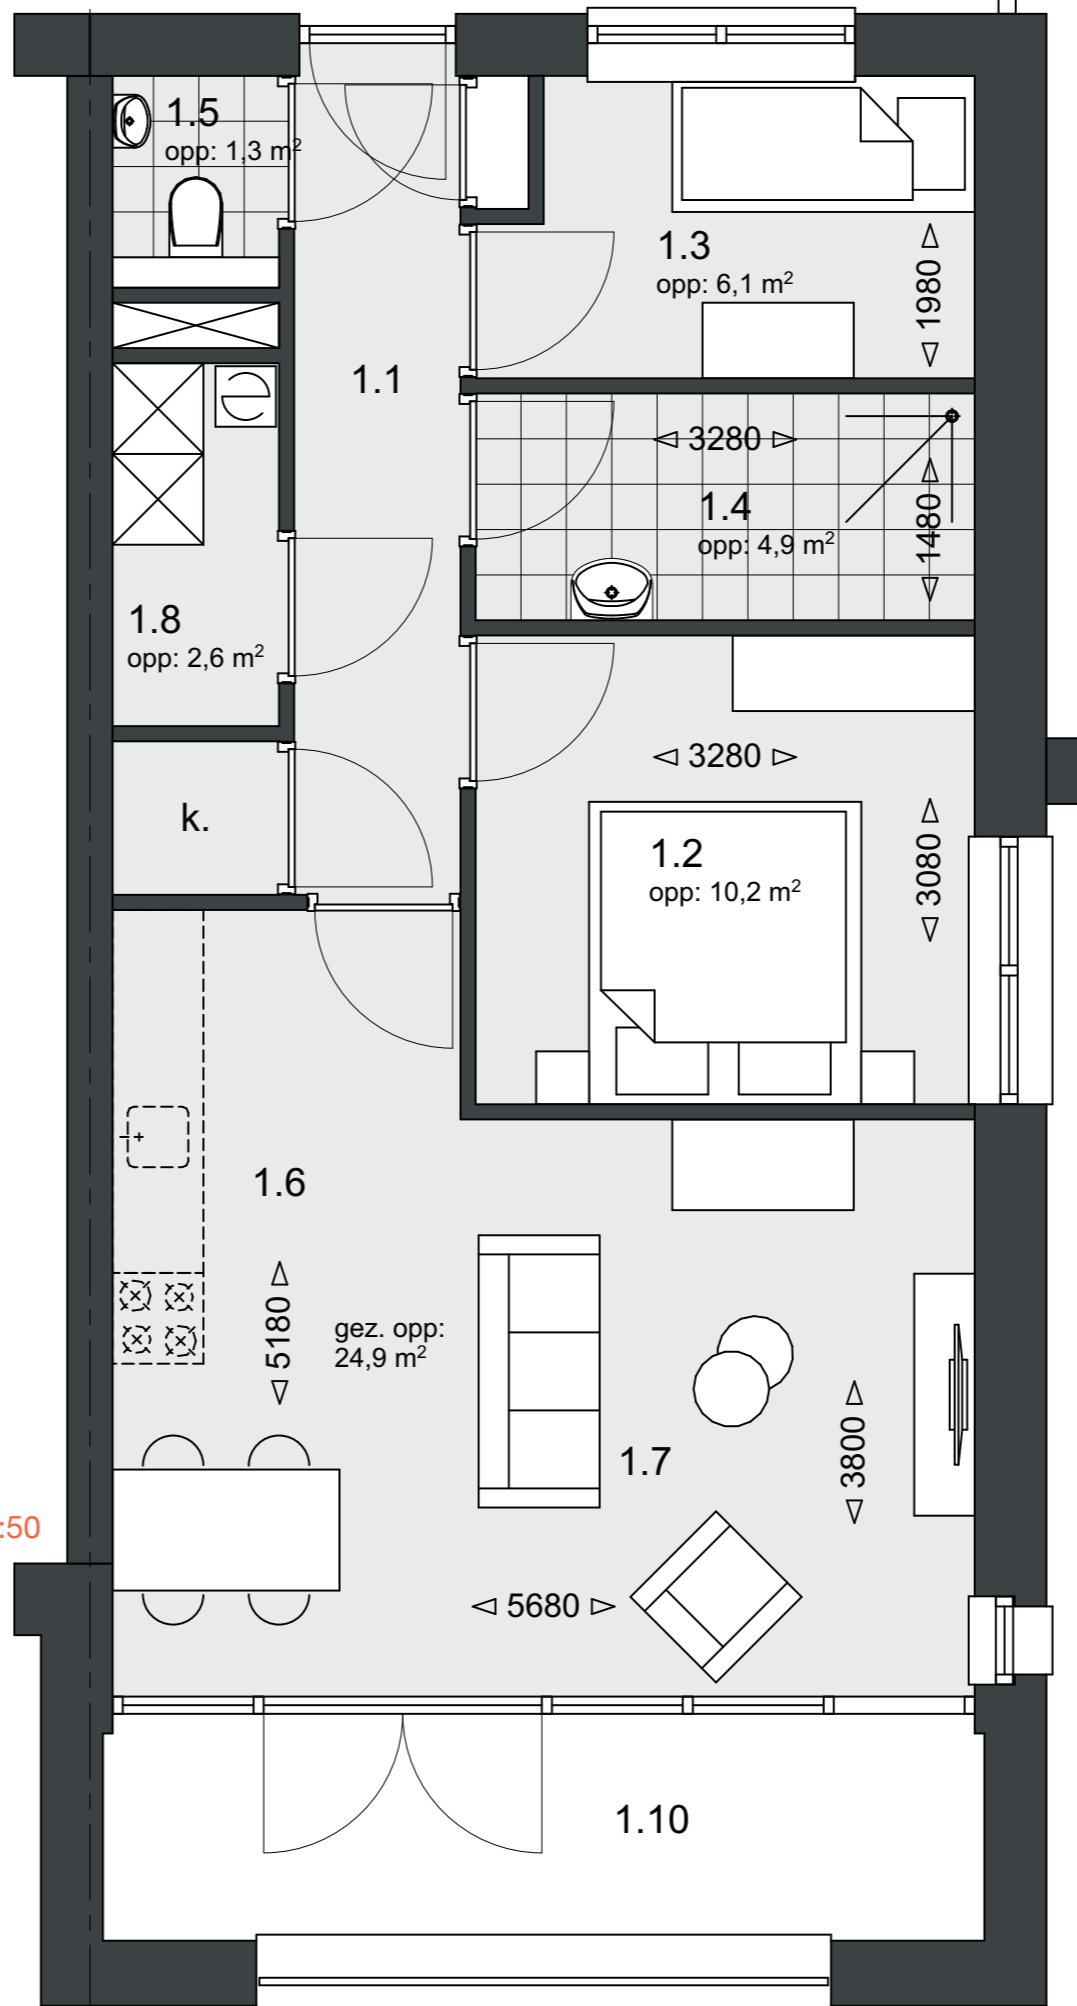 1.5
opp: 1,3 m²
1.3
opp: 6,1 m²
1980
1.1
3280
1.4
opp: 4,9 m²
1480
1.8
opp: 2,6 m²
3280
k.
1.2
opp: 10,2 m²
3080
1.6
5180
gez. opp:
24,9 m²
1.7
3800
:50
5680
1.10